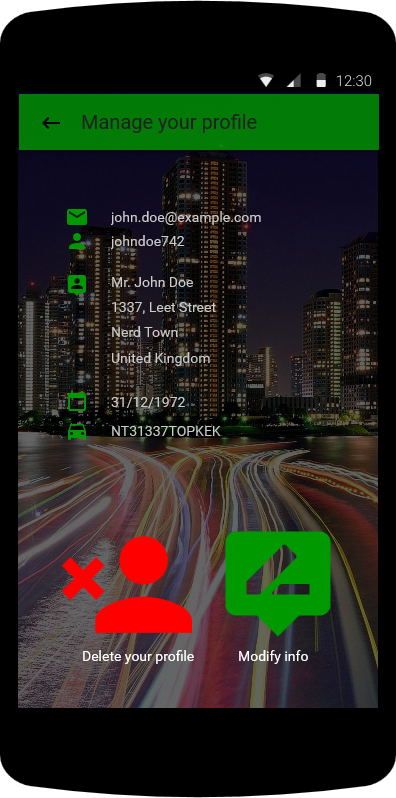 12:30
Manage your profile
john.doe@example.com
johndoe742
Mr. John Doe
1337, Leet Street
Nerd Town
United Kingdom
31/12/1972
NT31337TOPKEK
Delete your profile
Modify info